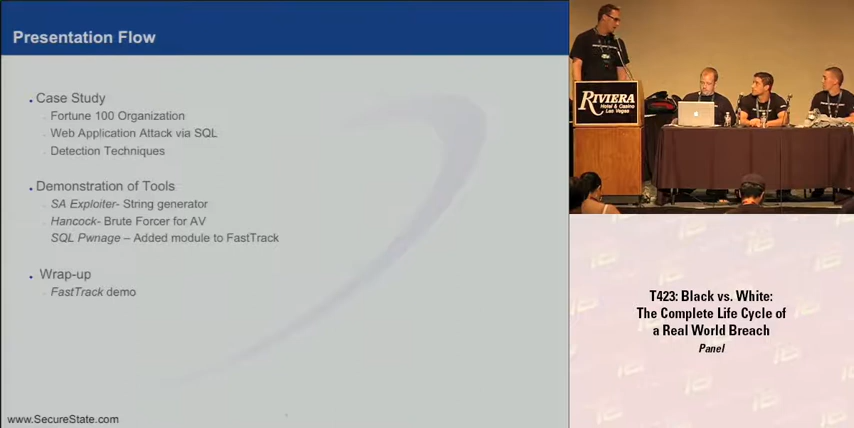 Presentation Flow
Case Study
Fortune 100 Organization
Web Application Attack via SQL
Detection Techniques
Demonstration of Tools
SA Exploiter- String generator
Hancock- Brute Forcer for AV
SQL Pwnage – Added module to FastTrack
Wrap-up
FastTrack demo
www.SecureState.com
RIVIERA
Hotel & Casino
Las Vegas
T423: Black vs. White:
The Complete Life Cycle of
a Real World Breach
Panel